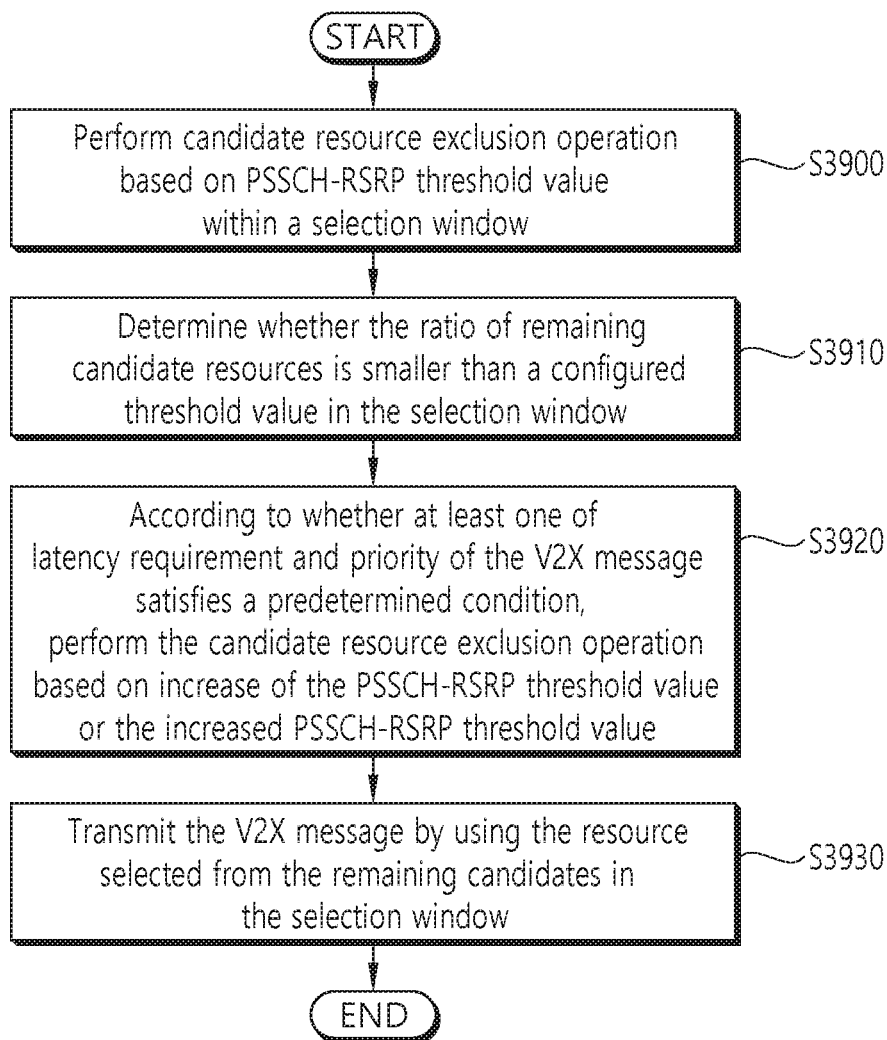 START
Perform candidate resource exclusion operation
based on PSSCH-RSRP threshold value
within a selection window
S3900
Determine whether the ratio of remaining
candidate resources is smaller than a configured
threshold value in the selection window
S3910
According to whether at least one of
latency requirement and priority of the V2X message
satisfies a predetermined condition,
perform the candidate resource exclusion operation
based on increase of the PSSCH-RSRP threshold value
or the increased PSSCH-RSRP threshold value
S3920
Transmit the V2X message by using the resource
selected from the remaining candidates in
the selection window
S3930
END